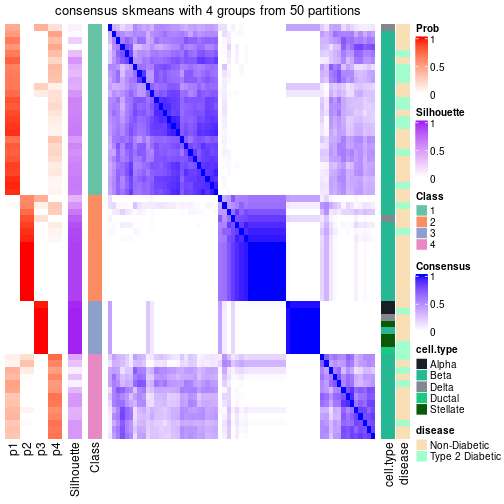 consensus skmeans with 4 groups from 50 partitions
Prob
1
0.5
0
Silhouette
1
0.5
0
Class
1
2
3
4
Consensus
1
0.5
0
cell.type
Alpha
Beta
Delta
Ductal
Stellate
disease
Non-Diabetic
Type 2 Diabetic
p1
p2
p3
p4
Silhouette
Class
cell.type
disease